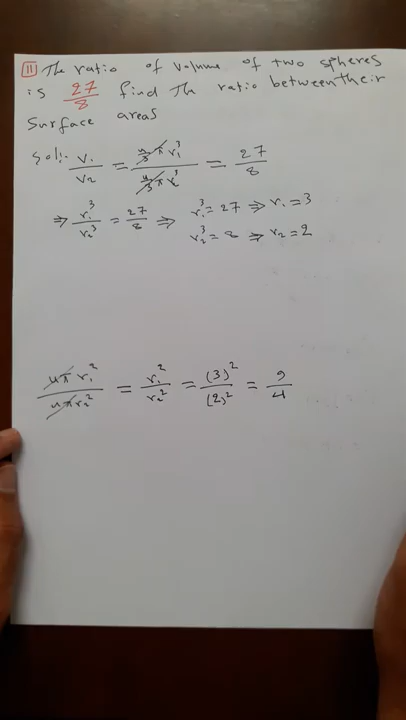 11 The ratio of volume of two spheres
is 27/8 find The ratio between their
Surface areas
Sol:- V₁/V₂ = (4/3 π r₁³)/(4/3 π r₂³) = 27/8
⇒ r₁³/r₂³ = 27/8 ⇒ r₁³ = 27 ⇒ r₁ = 3
r₂³ = 8 ⇒ r₂ = 2
4π r₁²/4π r₂² = r₁²/r₂² = (3)²/(2)² = 9/4